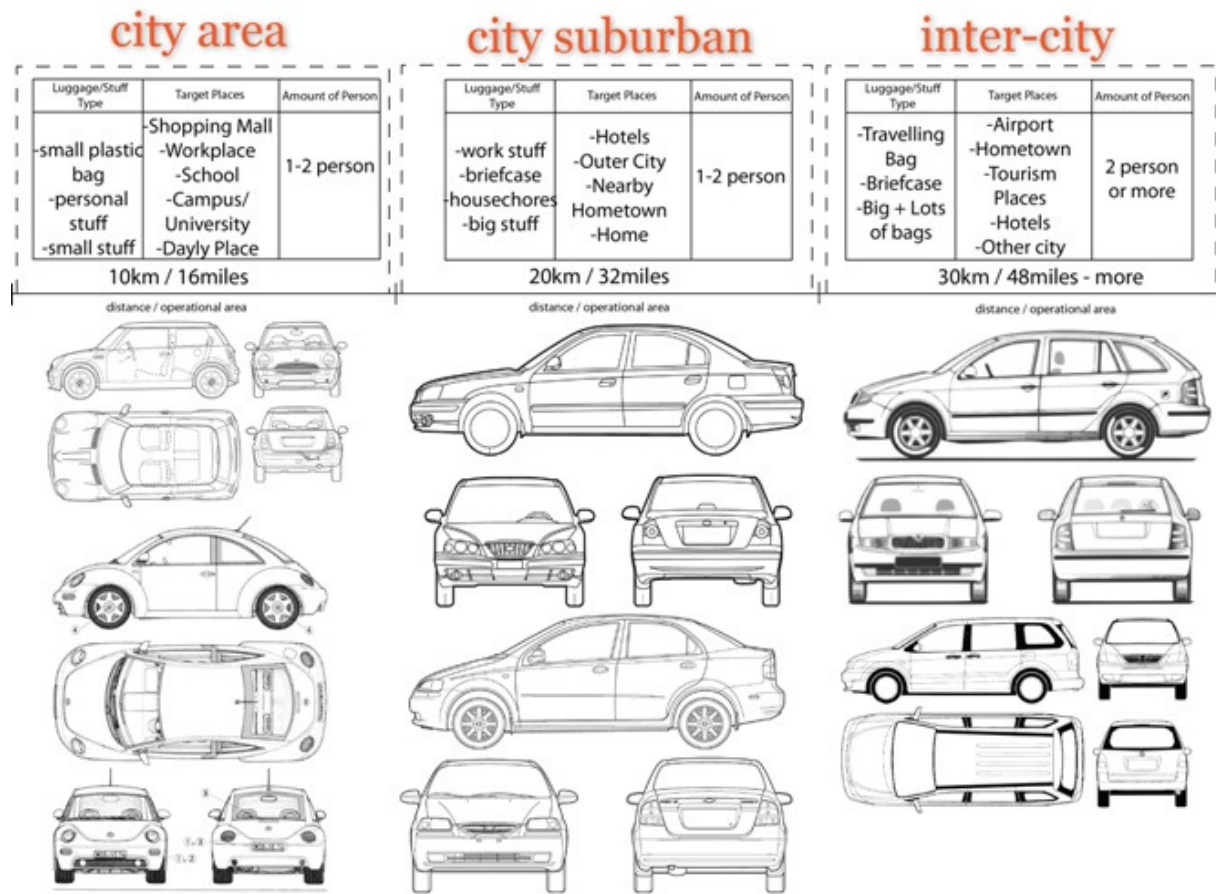 city area
Luggage/Stuff
Type
Target Places
Amount of Person
-small plastic
bag
-personal
stuff
-small stuff
-Shopping Mall
-Workplace
-School
-Campus/
University
-Dayly Place
1-2 person
10km / 16miles
distance / operational area
city suburban
Luggage/Stuff
Type
Target Places
Amount of Person
-work stuff
-briefcase
-housechores
-big stuff
-Hotels
-Outer City
-Nearby
Hometown
-Home
1-2 person
20km / 32miles
distance / operational area
inter-city
Luggage/Stuff
Type
Target Places
Amount of Person
-Travelling
Bag
-Briefcase
-Big + Lots
of bags
-Airport
-Hometown
-Tourism
Places
-Hotels
-Other city
2 person
or more
30km / 48miles - more
distance / operational area